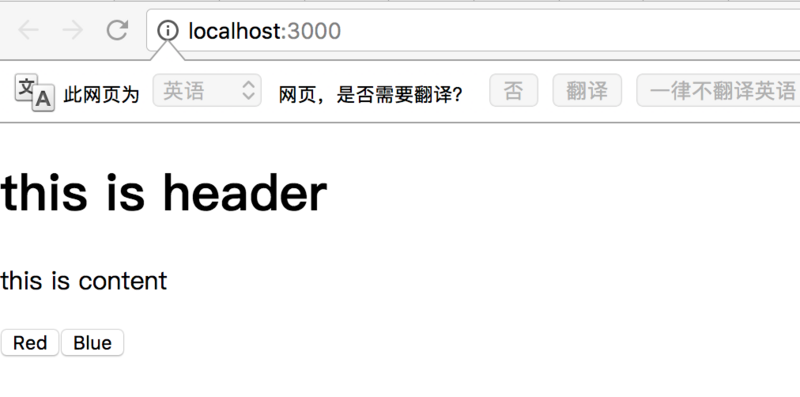 localhost:3000
文A 此网页为 英语 网页，是否需要翻译？ 否 翻译 一律不翻译英语
this is header
this is content
Red Blue